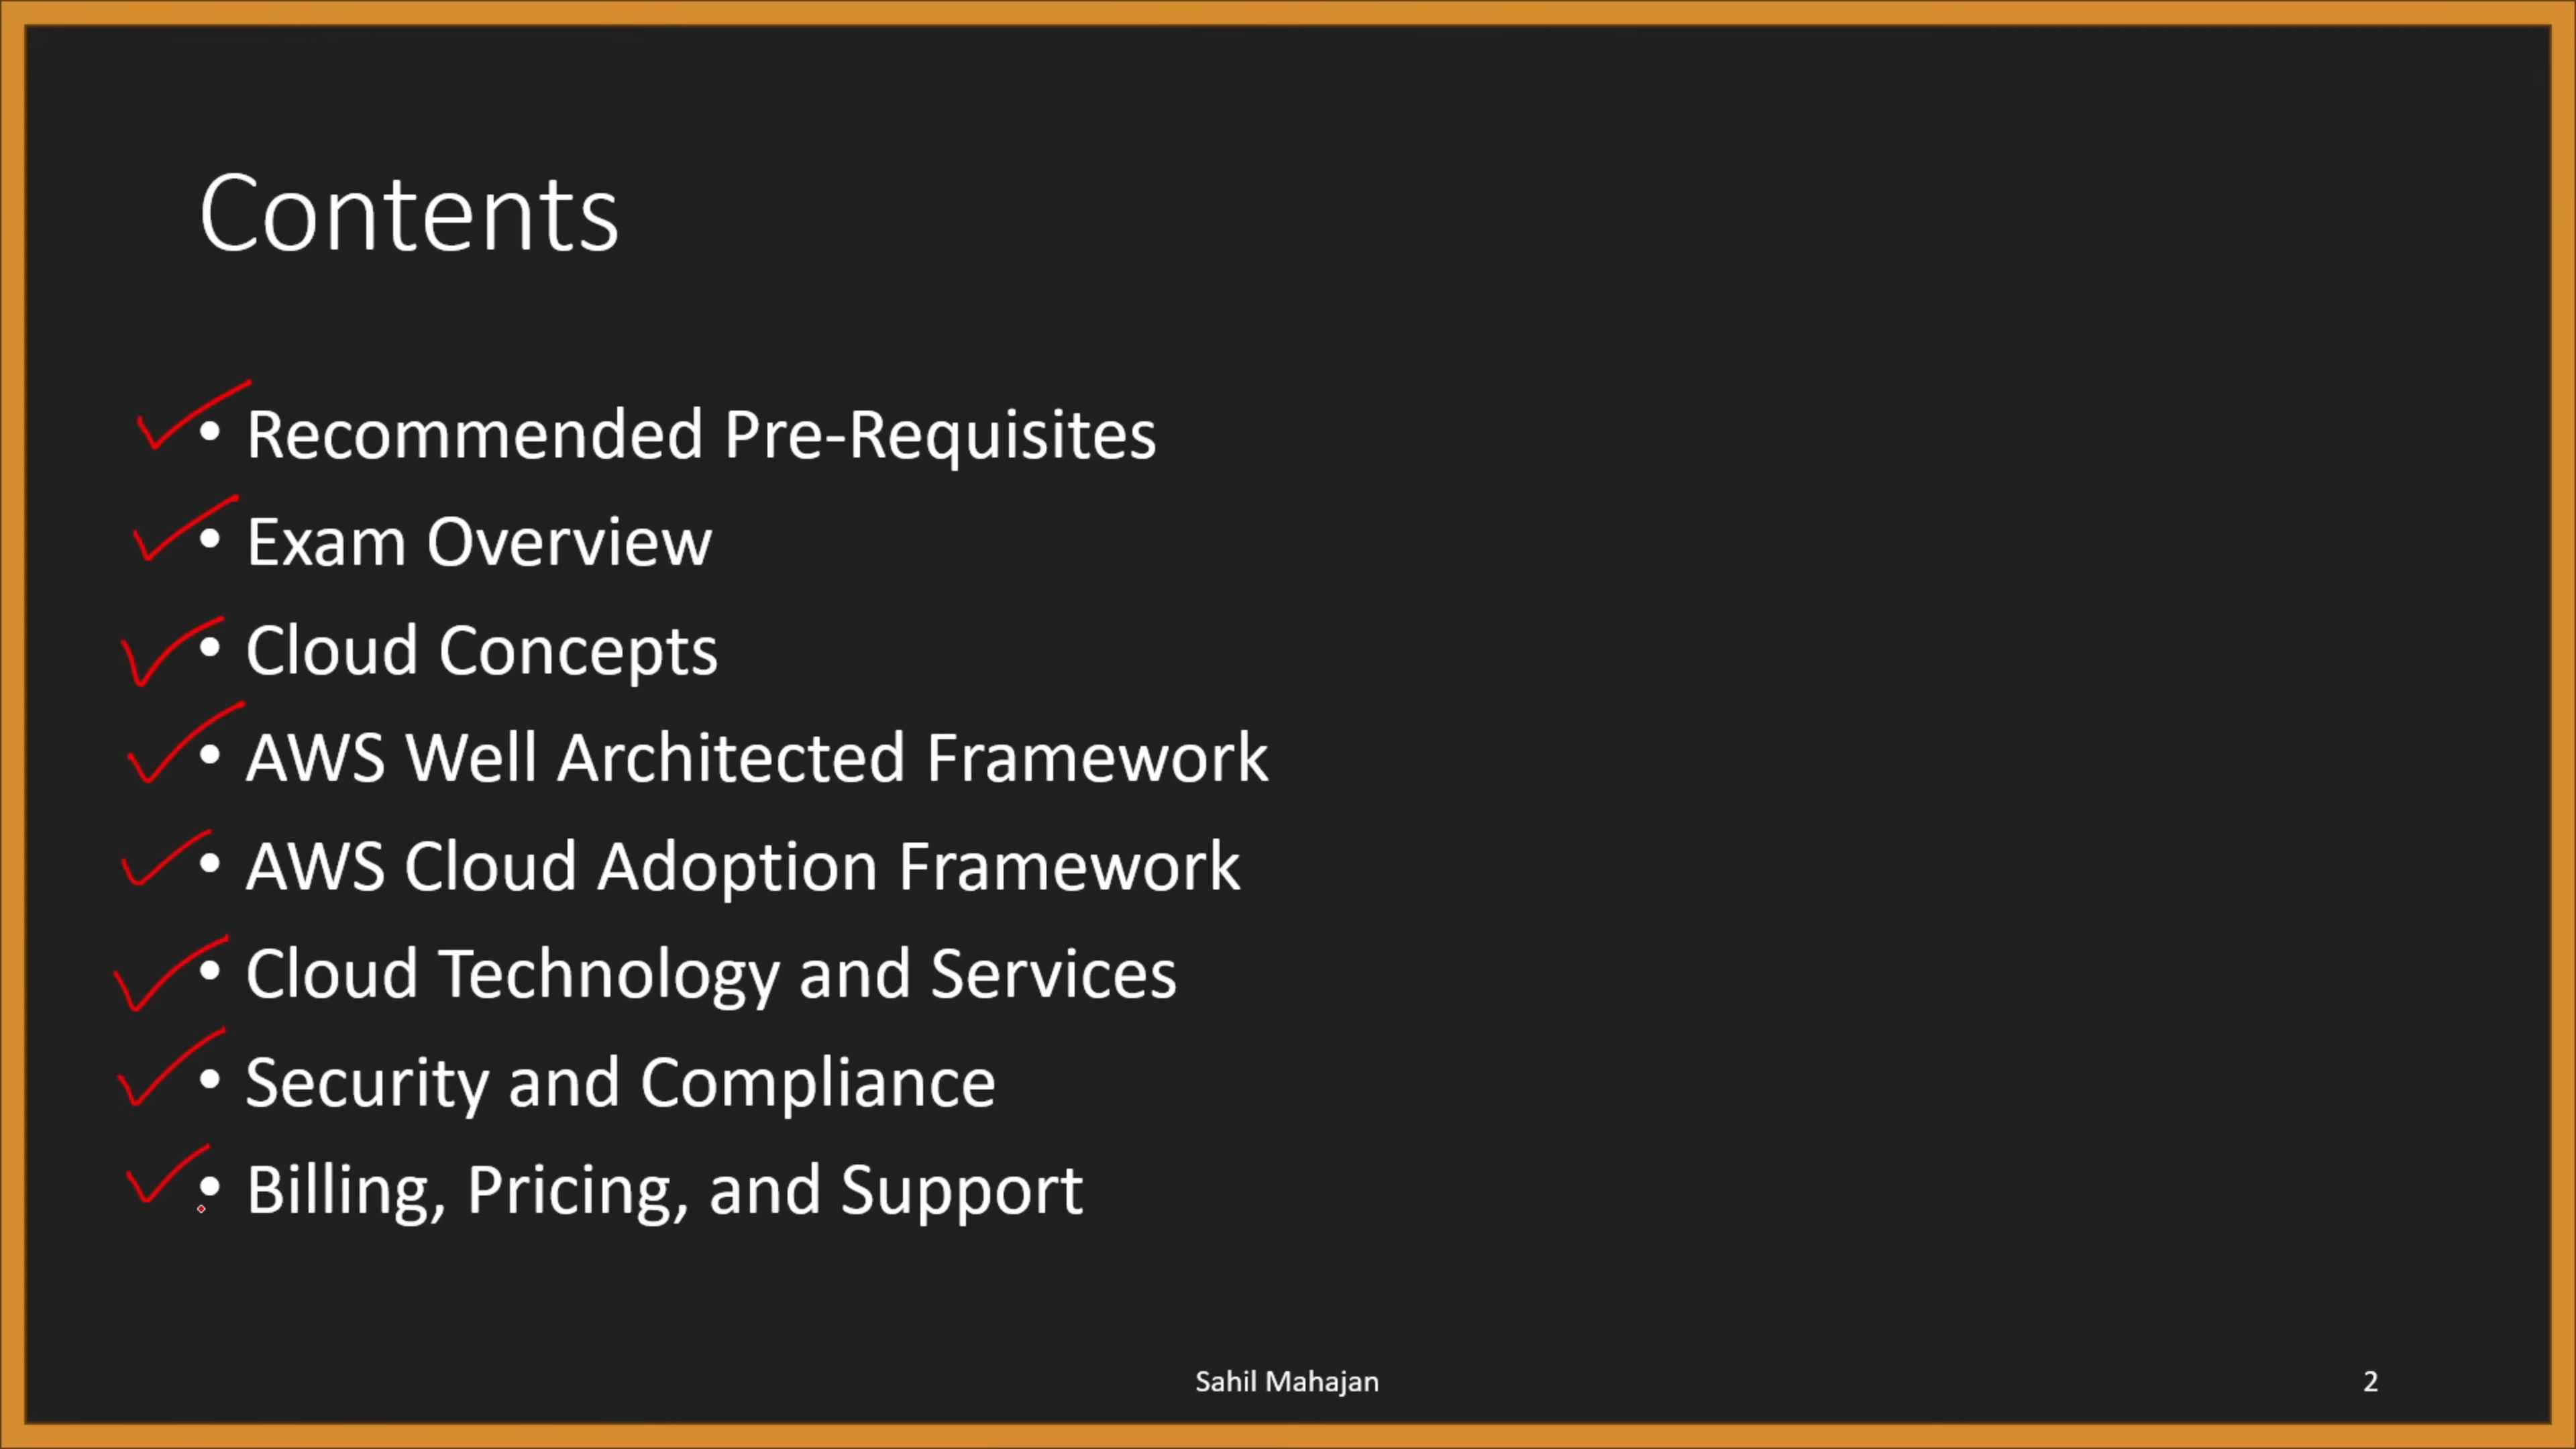 Contents
• Recommended Pre-Requisites
• Exam Overview
• Cloud Concepts
• AWS Well Architected Framework
• AWS Cloud Adoption Framework
• Cloud Technology and Services
• Security and Compliance
• Billing, Pricing, and Support
Sahil Mahajan
2